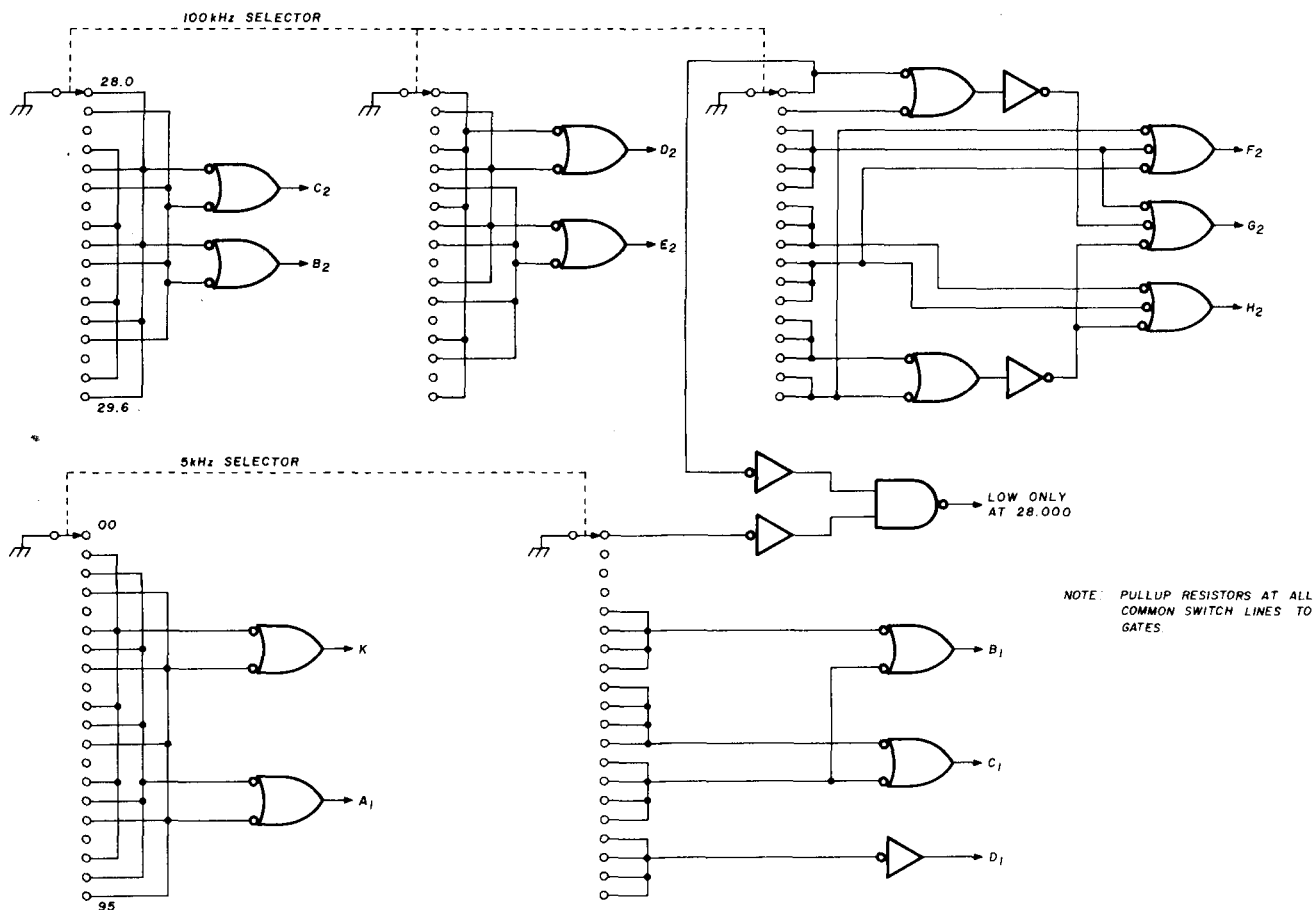 100kHz SELECTOR
28.0
C2
B2
29.6
D2
E2
F2
G2
H2
5kHz SELECTOR
00
K
A1
95
LOW ONLY
AT 28.000
B1
C1
D1
NOTE: PULLUP RESISTORS AT ALL
COMMON SWITCH LINES TO
GATES.